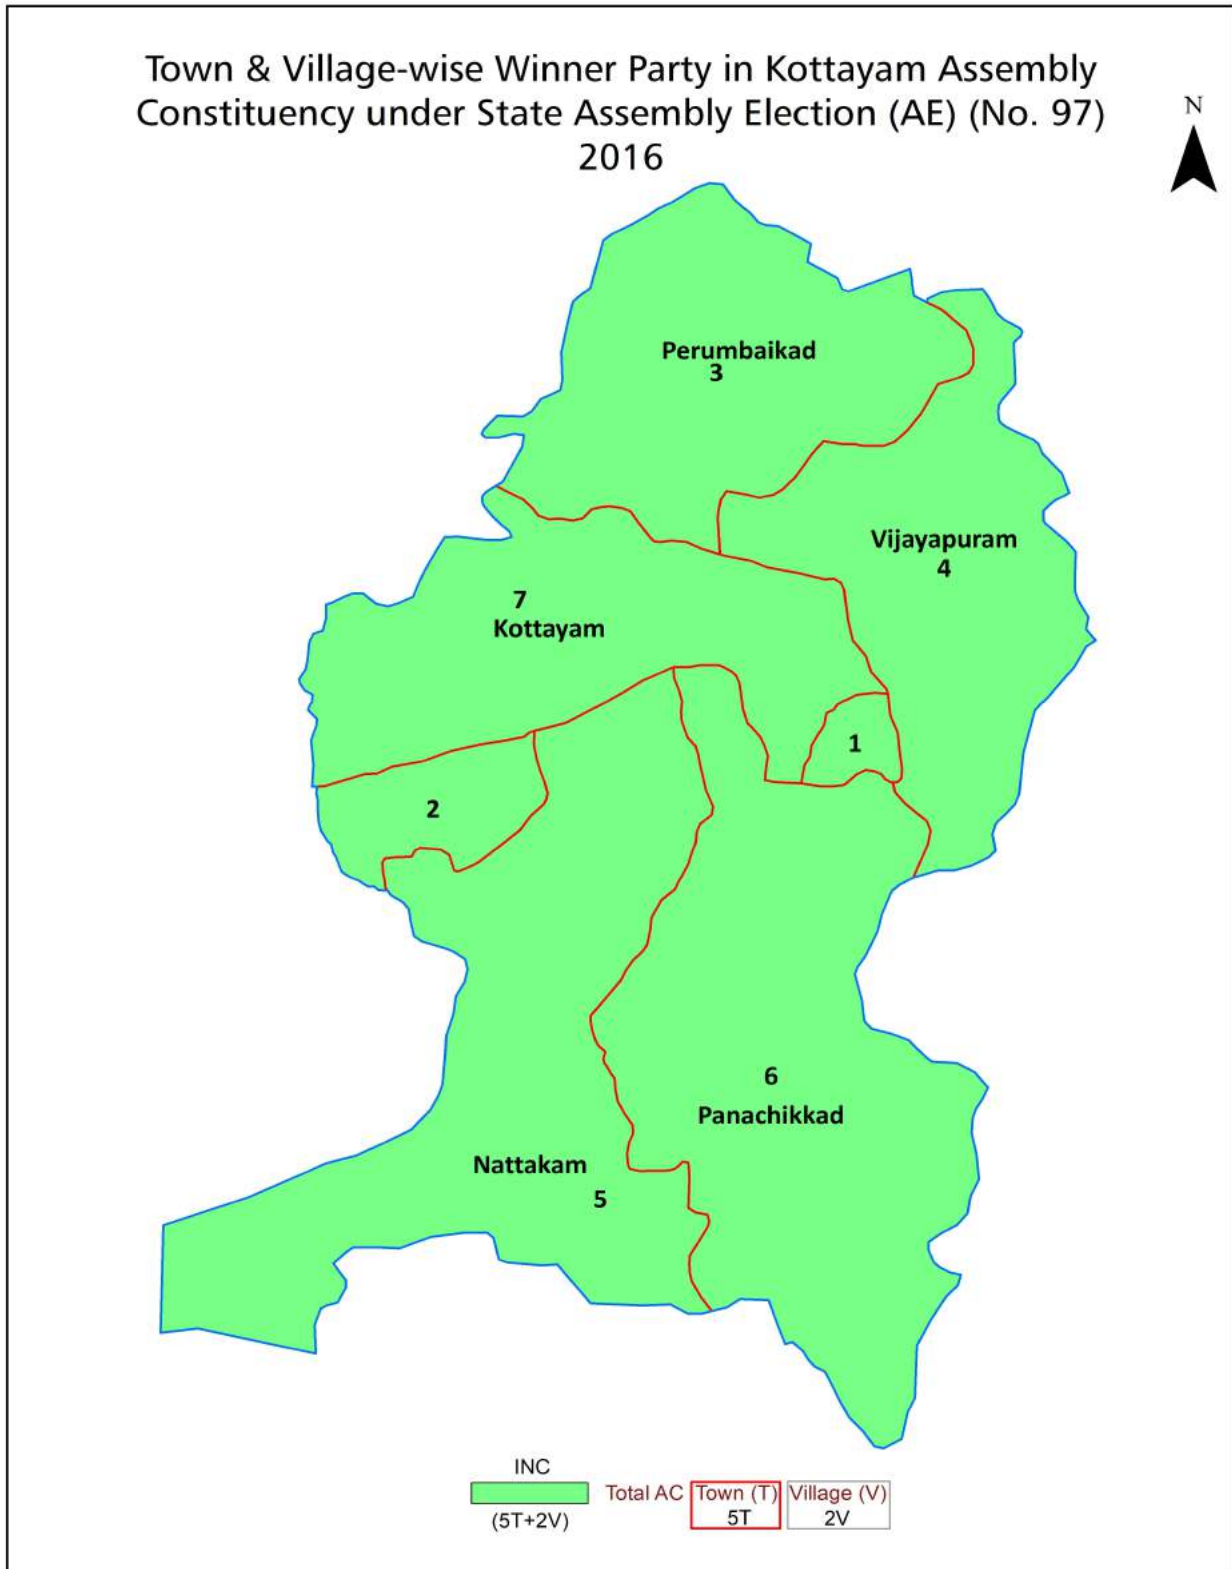 Town & Village-wise Winner Party in Kottayam Assembly
Constituency under State Assembly Election (AE) (No. 97)
2016
N
Perumbaikad
3
Vijayapuram
4
7
Kottayam
1
2
6
Panachikkad
Nattakam
5
INC
(5T+2V)
Total AC
Town (T)
5T
Village (V)
2V